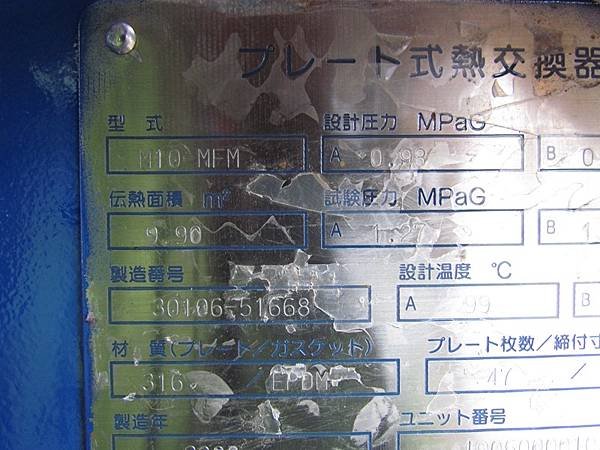 プレート式熱交換器
型 式 設計圧力 MPaG
M10-MFM A 0.98 B
伝熱面積 m² 試験圧力 MPaG
9.96 A 1.27 B
製造番号 設計温度 ℃
30106-51668 A 99 B
材 質(プレート/ガスケット) プレート枚数/締付寸
316 / EPDM 47 /
製造年 ユニット番号